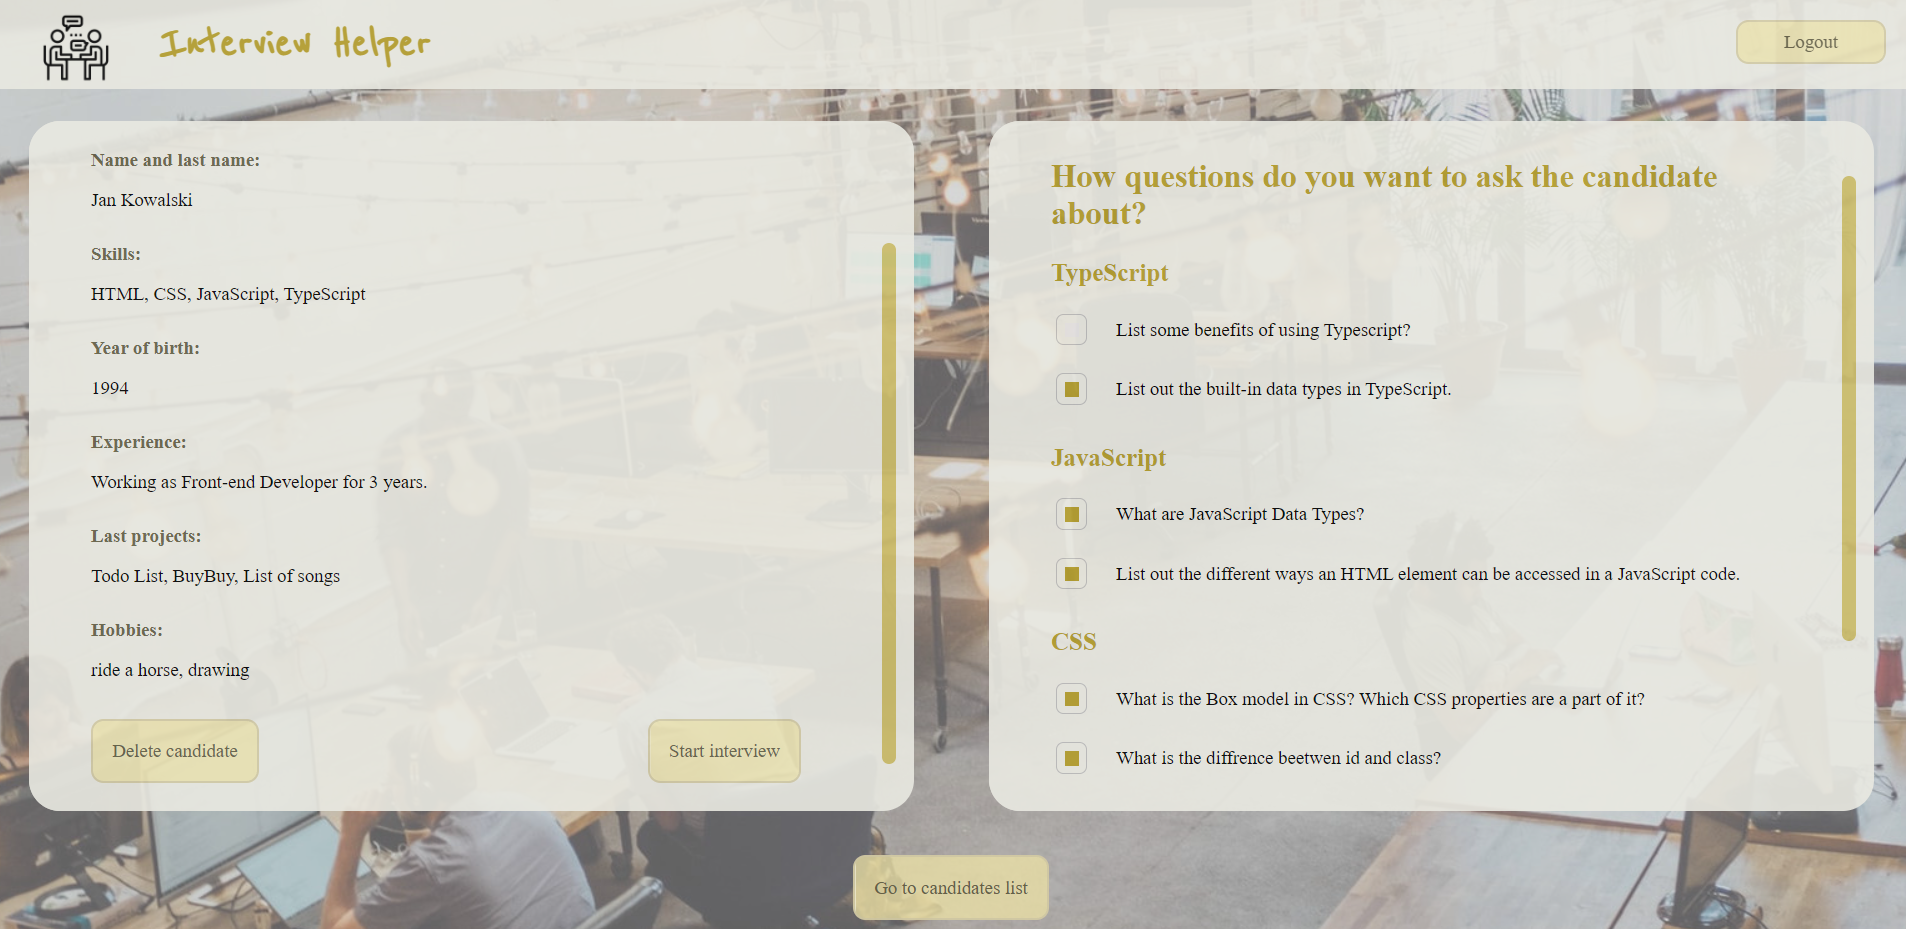 Interview Helper
Logout
Name and last name:
Jan Kowalski
Skills:
HTML, CSS, JavaScript, TypeScript
Year of birth:
1994
Experience:
Working as Front-end Developer for 3 years.
Last projects:
Todo List, BuyBuy, List of songs
Hobbies:
ride a horse, drawing
Delete candidate
Start interview
How questions do you want to ask the candidate
about?
TypeScript
List some benefits of using Typescript?
List out the built-in data types in TypeScript.
JavaScript
What are JavaScript Data Types?
List out the different ways an HTML element can be accessed in a JavaScript code.
CSS
What is the Box model in CSS? Which CSS properties are a part of it?
What is the diffrence beetwen id and class?
Go to candidates list